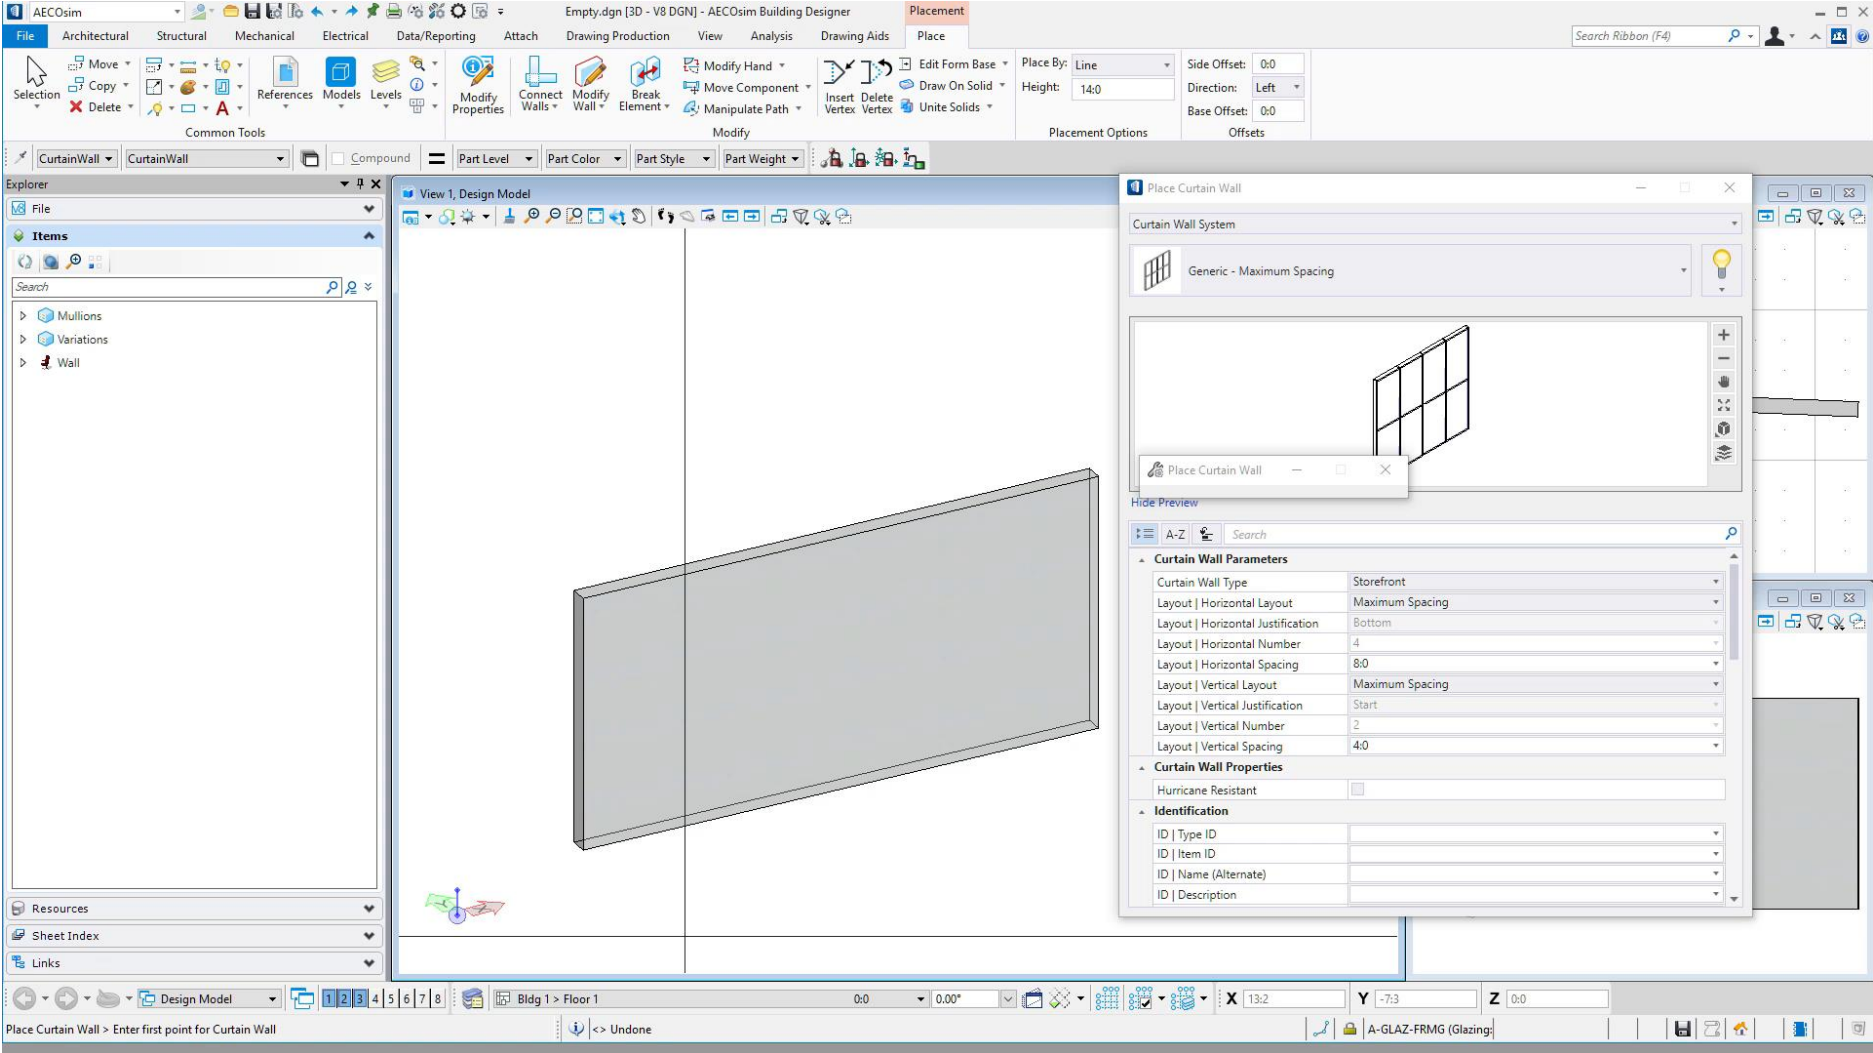 AECOsim
Empty.dgn [3D - V8 DGN] - AECOsim Building Designer
Placement
File Architectural Structural Mechanical Electrical Data/Reporting Attach Drawing Production View Analysis Drawing Aids Place
Search Ribbon (F4)
Selection
Move
Copy
Delete
References Models Levels
Common Tools
Modify Properties
Connect Walls
Modify Wall
Break Element
Modify Hand
Move Component
Manipulate Path
Insert Vertex
Delete Vertex
Edit Form Base
Draw On Solid
Unite Solids
Modify
Place By: Line
Height: 14:0
Placement Options
Side Offset: 0:0
Direction: Left
Base Offset: 0:0
Offsets
CurtainWall CurtainWall Compound Part Level Part Color Part Style Part Weight
Explorer
File
Items
Search
Mullions
Variations
Wall
Resources
Sheet Index
Links
View 1, Design Model
Place Curtain Wall
Curtain Wall System
Generic - Maximum Spacing
Place Curtain Wall
Hide Preview
A-Z Search
Curtain Wall Parameters
Curtain Wall Type Storefront
Layout | Horizontal Layout Maximum Spacing
Layout | Horizontal Justification Bottom
Layout | Horizontal Number 4
Layout | Horizontal Spacing 8:0
Layout | Vertical Layout Maximum Spacing
Layout | Vertical Justification Start
Layout | Vertical Number 2
Layout | Vertical Spacing 4:0
Curtain Wall Properties
Hurricane Resistant
Identification
ID | Type ID
ID | Item ID
ID | Name (Alternate)
ID | Description
Design Model 1 2 3 4 5 6 7 8 Bldg 1 > Floor 1 0:0 0.00° X 13:2 Y -7:3 Z 0:0
Place Curtain Wall > Enter first point for Curtain Wall <> Undone A-GLAZ-FRMG (Glazing: